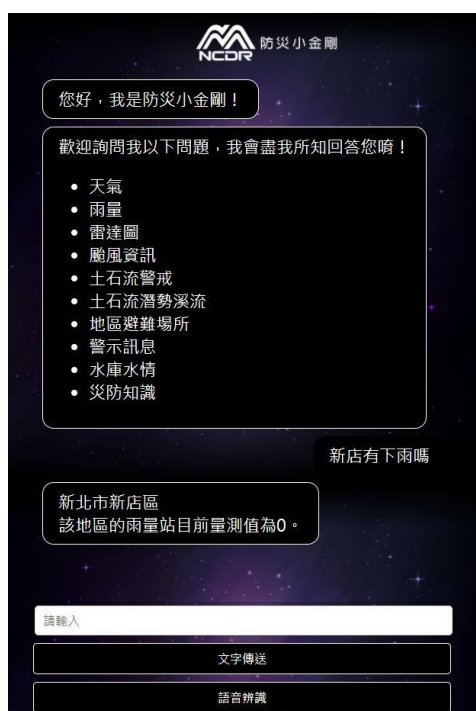 NCDR 防災小金剛
您好，我是防災小金剛！
歡迎詢問我以下問題，我會盡我所知回答您唷！
• 天氣
• 雨量
• 雷達圖
• 颱風資訊
• 土石流警戒
• 土石流潛勢溪流
• 地區避難場所
• 警示訊息
• 水庫水情
• 災防知識
新店有下雨嗎
新北市新店區
該地區的雨量站目前量測值為0。
請輸入
文字傳送
語音辨識